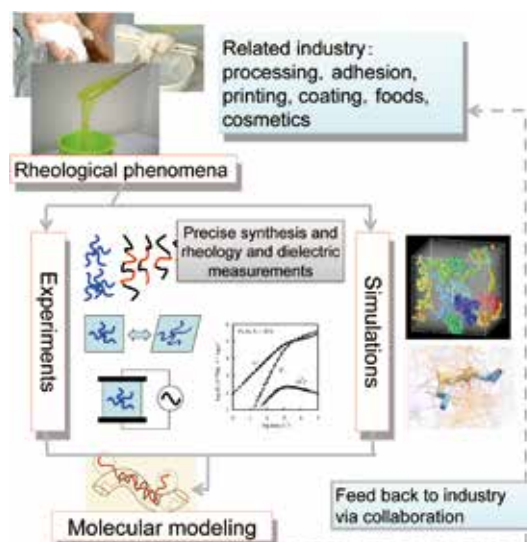 Related industry:
processing, adhesion,
printing, coating, foods,
cosmetics
Rheological phenomena
Experiments
Precise synthesis and
rheology and dielectric
measurements
Simulations
Molecular modeling
Feed back to industry
via collaboration